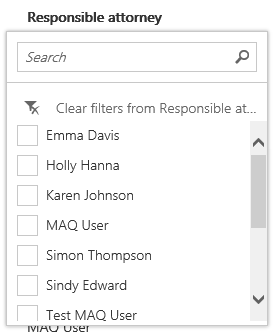 Responsible attorney
Search
Clear filters from Responsible at...
Emma Davis
Holly Hanna
Karen Johnson
MAQ User
Simon Thompson
Sindy Edward
Test MAQ User
MAQ User